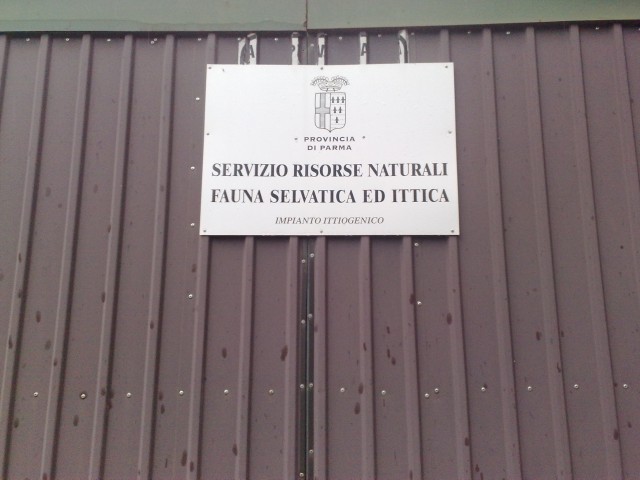 PROVINCIA
DI PARMA
SERVIZIO RISORSE NATURALI
FAUNA SELVATICA ED ITTICA
IMPIANTO ITTIOGENICO